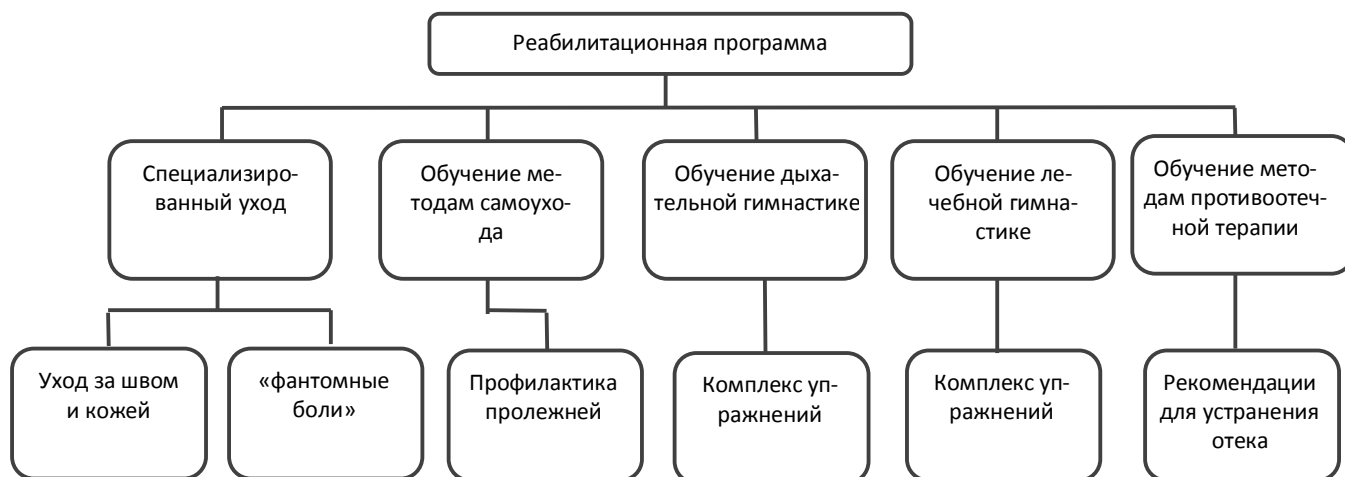 Реабилитационная программа
Специализиро-
ванный уход
Обучение ме-
тодам самоухо-
да
Обучение дыха-
тельной гимнастике
Обучение ле-
чебной гимна-
стике
Обучение мето-
дам противоотеч-
ной терапии
Уход за швом
и кожей
«фантомные
боли»
Профилактика
пролежней
Комплекс уп-
ражнений
Комплекс уп-
ражнений
Рекомендации
для устранения
отека